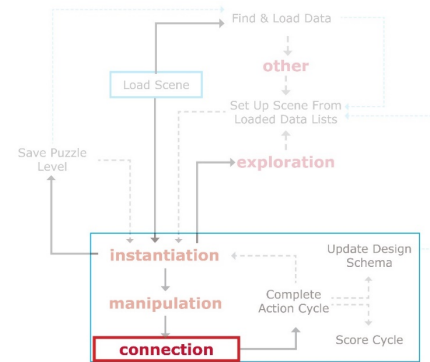 Find & Load Data
other
Load Scene
Set Up Scene From
Loaded Data Lists
Save Puzzle
Level
exploration
instantiation
Update Design
Schema
manipulation
Complete
Action Cycle
connection
Score Cycle